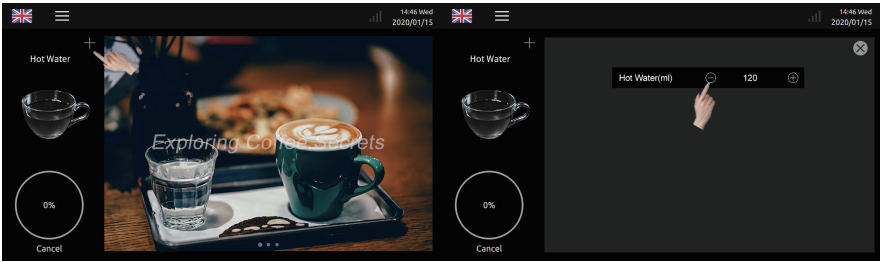 14:46 Wed
2020/01/15
Hot Water
Exploring Coffee Secrets
0%
Cancel
14:46 Wed
2020/01/15
Hot Water
Hot Water(ml)
120
0%
Cancel